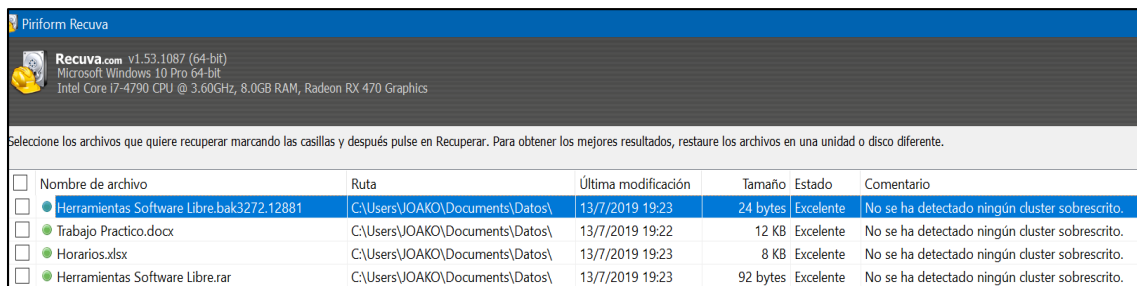 Piriform Recuva
Recuva.com v1.53.1087 (64-bit)
Microsoft Windows 10 Pro 64-bit
Intel Core i7-4790 CPU @ 3.60GHz, 8.0GB RAM, Radeon RX 470 Graphics
Seleccione los archivos que quiere recuperar marcando las casillas y después pulse en Recuperar. Para obtener los mejores resultados, restaure los archivos en una unidad o disco diferente.
Nombre de archivo Ruta Última modificación Tamaño Estado Comentario
Herramientas Software Libre.bak3272.12881 C:\Users\JOAKO\Documents\Datos\ 13/7/2019 19:23 24 bytes Excelente No se ha detectado ningún cluster sobrescrito.
Trabajo Practico.docx C:\Users\JOAKO\Documents\Datos\ 13/7/2019 19:22 12 KB Excelente No se ha detectado ningún cluster sobrescrito.
Horarios.xlsx C:\Users\JOAKO\Documents\Datos\ 13/7/2019 19:23 8 KB Excelente No se ha detectado ningún cluster sobrescrito.
Herramientas Software Libre.rar C:\Users\JOAKO\Documents\Datos\ 13/7/2019 19:23 92 bytes Excelente No se ha detectado ningún cluster sobrescrito.